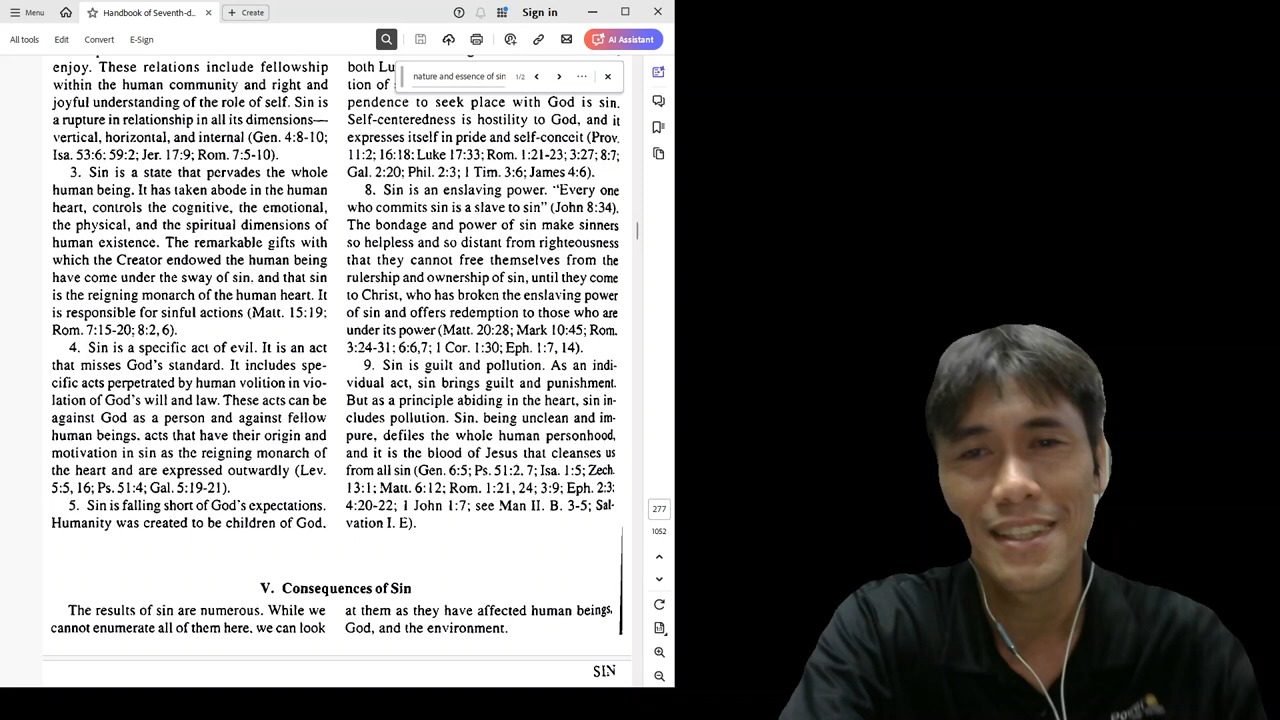 Menu
Handbook of Seventh-d...
Create
Sign in
All tools
Edit
Convert
E-Sign
AI Assistant
nature and essence of sin
1/2
enjoy. These relations include fellowship
within the human community and right and
joyful understanding of the role of self. Sin is
a rupture in relationship in all its dimensions—
vertical, horizontal, and internal (Gen. 4:8-10;
Isa. 53:6: 59:2; Jer. 17:9; Rom. 7:5-10).
3. Sin is a state that pervades the whole
human being. It has taken abode in the human
heart, controls the cognitive, the emotional,
the physical, and the spiritual dimensions of
human existence. The remarkable gifts with
which the Creator endowed the human being
have come under the sway of sin. and that sin
is the reigning monarch of the human heart. It
is responsible for sinful actions (Matt. 15:19;
Rom. 7:15-20; 8:2, 6).
4. Sin is a specific act of evil. It is an act
that misses God's standard. It includes spe-
cific acts perpetrated by human volition in vio-
lation of God's will and law. These acts can be
against God as a person and against fellow
human beings. acts that have their origin and
motivation in sin as the reigning monarch of
the heart and are expressed outwardly (Lev.
5:5, 16; Ps. 51:4; Gal. 5:19-21).
5. Sin is falling short of God's expectations.
Humanity was created to be children of God.
both Lu
tion of
pendence to seek place with God is sin.
Self-centeredness is hostility to God, and it
expresses itself in pride and self-conceit (Prov.
11:2; 16:18: Luke 17:33; Rom. 1:21-23; 3:27; 8:7;
Gal. 2:20; Phil. 2:3; 1 Tim. 3:6; James 4:6).
8. Sin is an enslaving power. "Every one
who commits sin is a slave to sin" (John 8:34).
The bondage and power of sin make sinners
so helpless and so distant from righteousness
that they cannot free themselves from the
rulership and ownership of sin, until they come
to Christ, who has broken the enslaving power
of sin and offers redemption to those who are
under its power (Matt. 20:28; Mark 10:45; Rom.
3:24-31; 6:6,7; 1 Cor. 1:30; Eph. 1:7, 14).
9. Sin is guilt and pollution. As an indi-
vidual act, sin brings guilt and punishment.
But as a principle abiding in the heart, sin in-
cludes pollution. Sin, being unclean and im-
pure, defiles the whole human personhood,
and it is the blood of Jesus that cleanses us
from all sin (Gen. 6:5; Ps. 51:2, 7; Isa. 1:5; Zech.
13:1; Matt. 6:12; Rom. 1:21, 24; 3:9; Eph. 2:3;
4:20-22; 1 John 1:7; see Man II. B. 3-5; Sal-
vation I. E).
V. Consequences of Sin
The results of sin are numerous. While we
cannot enumerate all of them here, we can look
at them as they have affected human beings,
God, and the environment.
SIN
277
1052